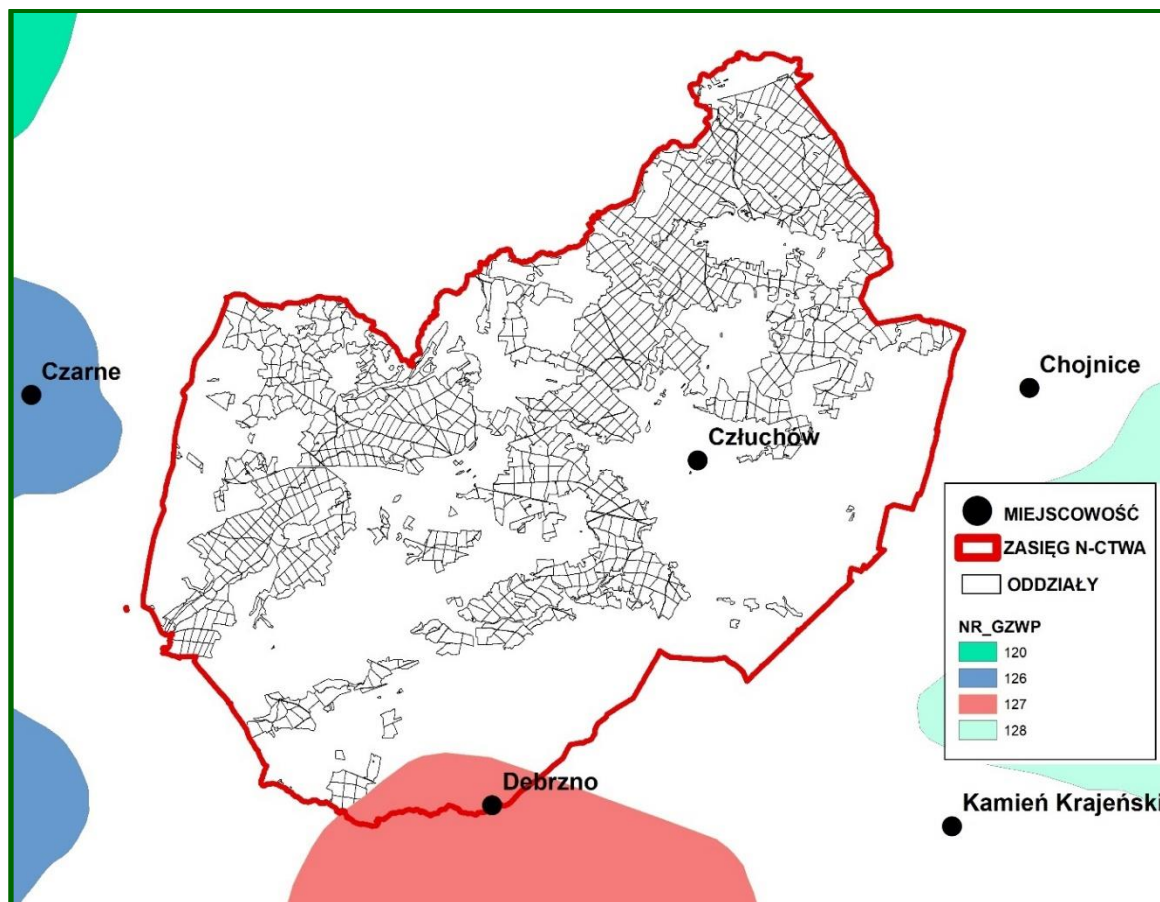 Czarne
Chojnice
Człuchów
MIEJSCOWOŚĆ
ZASIĘG N-CTWA
ODDZIAŁY
NR_GZWP
120
126
127
128
Debrzno
Kamień Krajeński